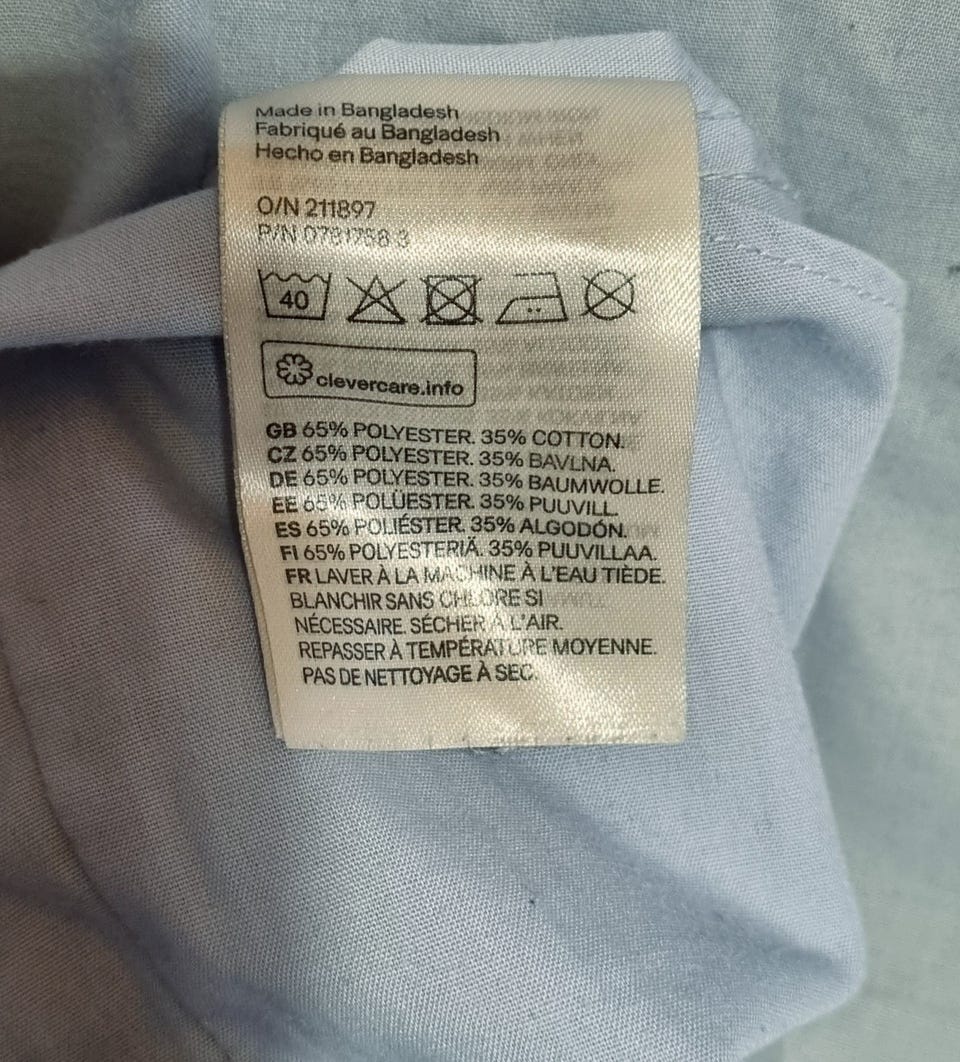 Made in Bangladesh
Fabriqué au Bangladesh
Hecho en Bangladesh
O/N 211897
P/N 0781758 3
40
clevercare.info
GB 65% POLYESTER. 35% COTTON.
CZ 65% POLYESTER. 35% BAVLNA.
DE 65% POLYESTER. 35% BAUMWOLLE.
EE 65% POLÜESTER. 35% PUUVILL.
ES 65% POLIÉSTER. 35% ALGODÓN.
FI 65% POLYESTERIÄ. 35% PUUVILLAA.
FR LAVER À LA MACHINE À L'EAU TIÈDE.
BLANCHIR SANS CHLORE SI
NÉCESSAIRE. SÉCHER À L'AIR.
REPASSER À TEMPÉRATURE MOYENNE.
PAS DE NETTOYAGE À SEC.